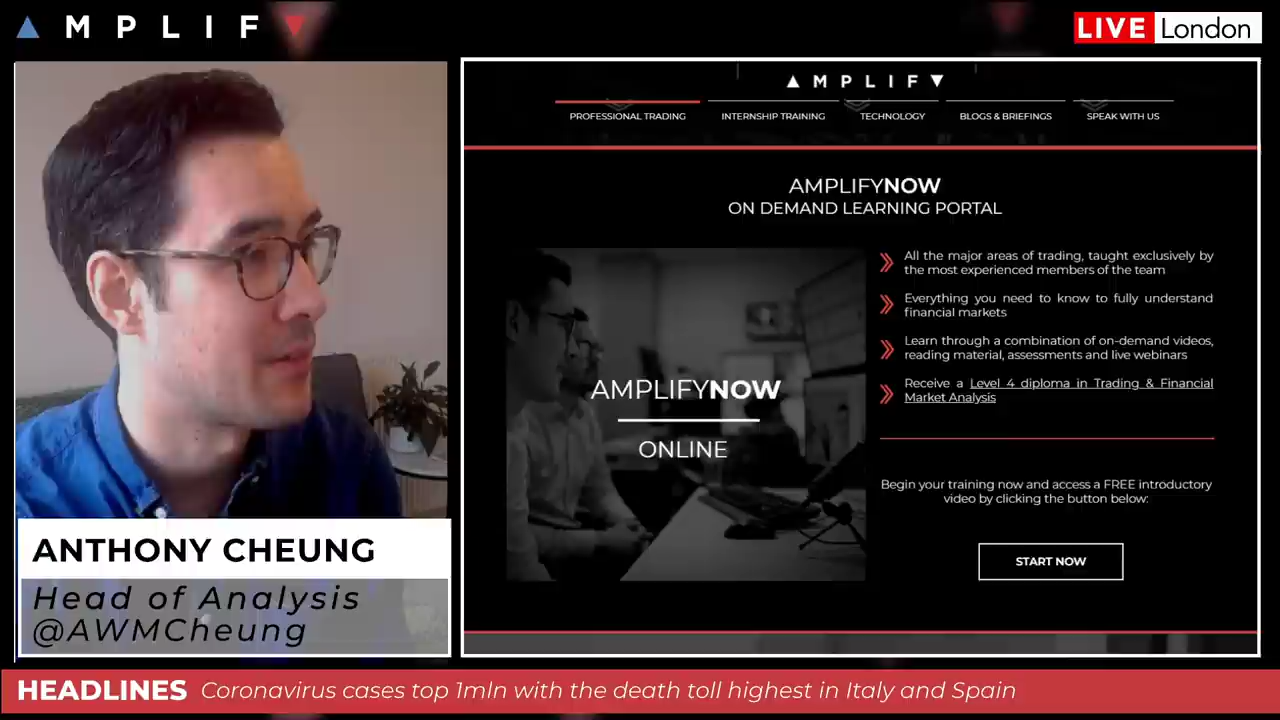 AMPLIFY
LIVE London
AMPLIFY
PROFESSIONAL TRADING
INTERNSHIP TRAINING
TECHNOLOGY
BLOGS & BRIEFINGS
SPEAK WITH US
AMPLIFYNOW
ON DEMAND LEARNING PORTAL
AMPLIFYNOW
ONLINE
All the major areas of trading, taught exclusively by
the most experienced members of the team
Everything you need to know to fully understand
financial markets
Learn through a combination of on-demand videos,
reading material, assessments and live webinars
Receive a Level 4 diploma in Trading & Financial
Market Analysis
Begin your training now and access a FREE introductory
video by clicking the button below:
START NOW
ANTHONY CHEUNG
Head of Analysis
@AWMCheung
HEADLINES Coronavirus cases top 1mln with the death toll highest in Italy and Spain